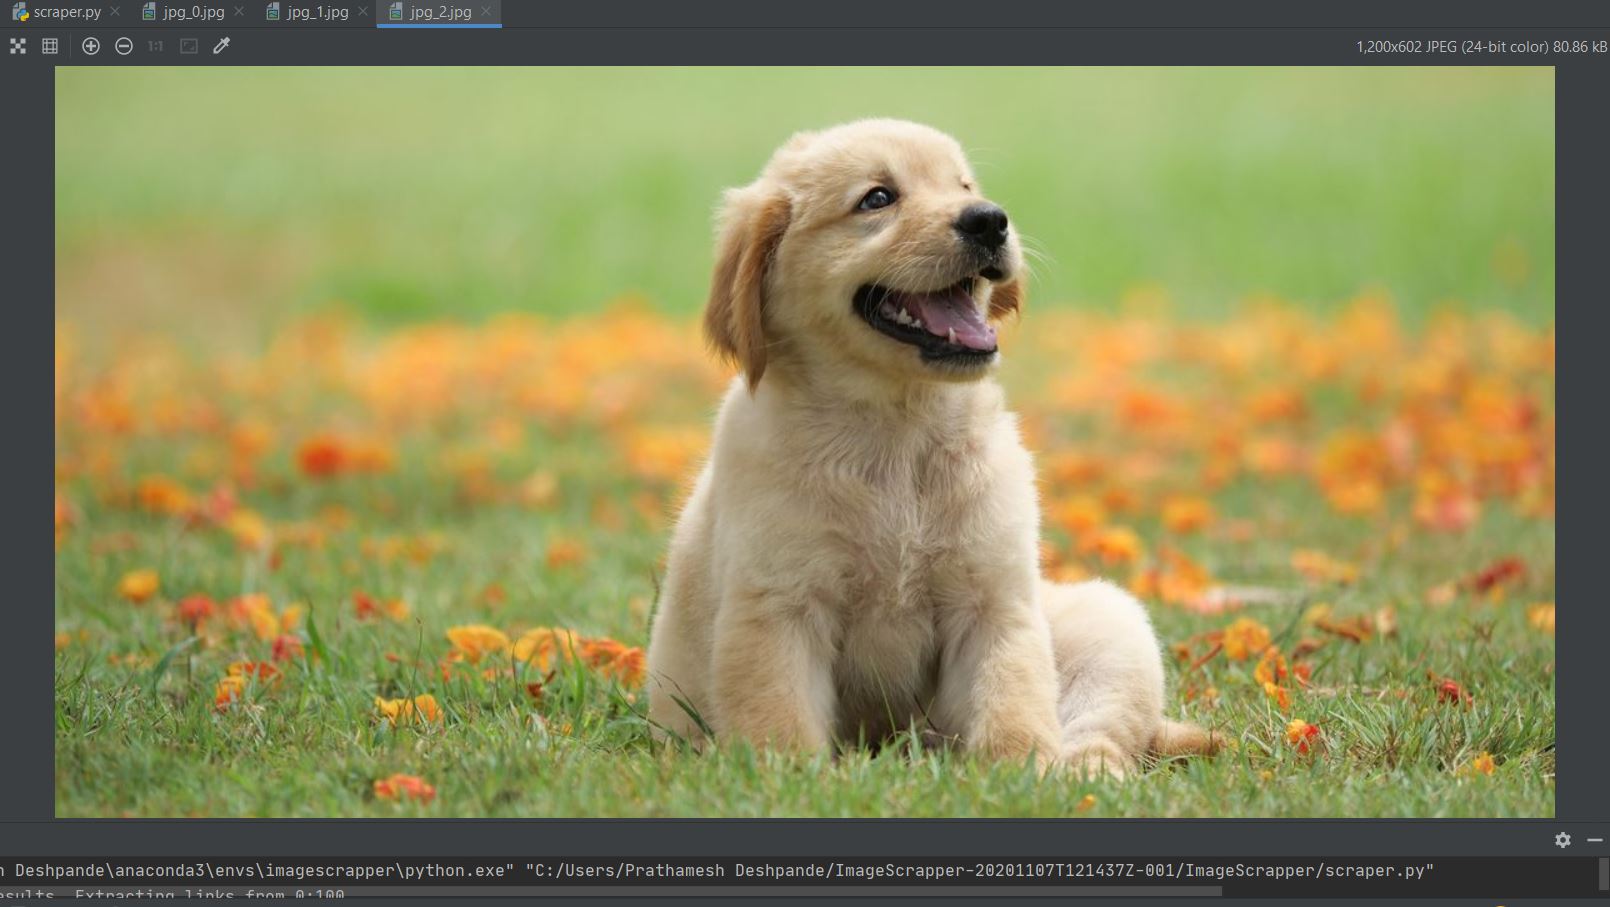 scraper.py jpg_0.jpg jpg_1.jpg jpg_2.jpg
1:1 1,200x602 JPEG (24-bit color) 80.86 kB
Deshpande\anaconda3\envs\imagescrapper\python.exe" "C:/Users/Prathamesh Deshpande/ImageScrapper-20201107T121437Z-001/ImageScrapper/scraper.py"
Extracting links from 0:100